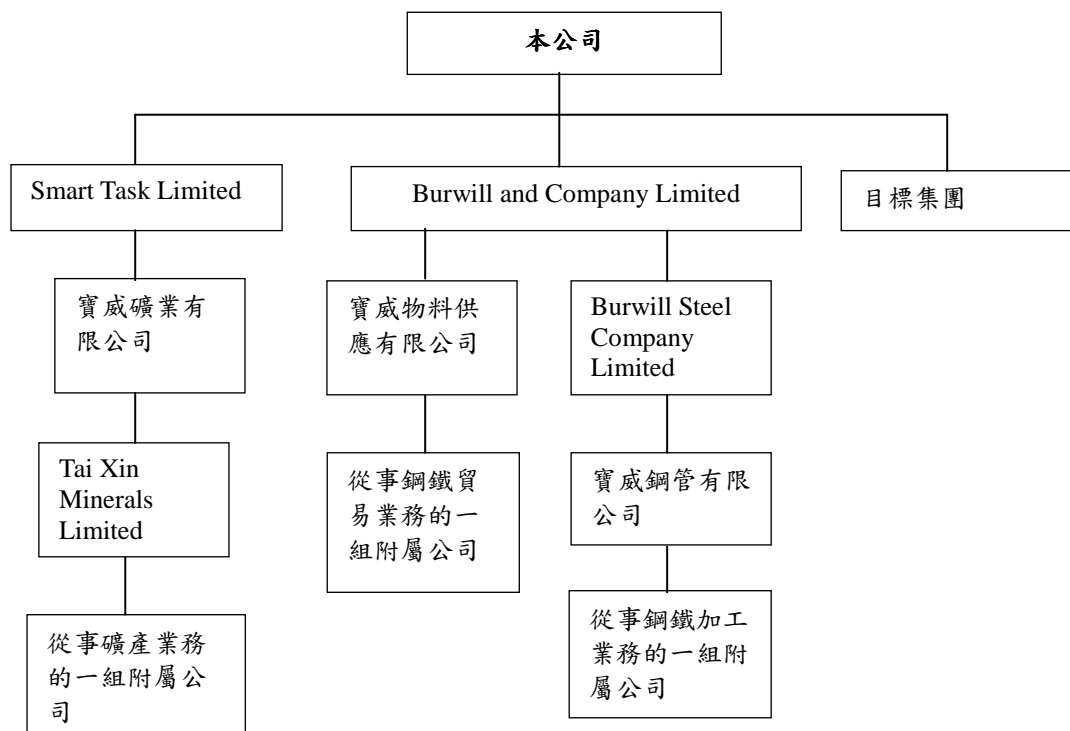 本公司
Smart Task Limited
Burwill and Company Limited
目標集團
寶威礦業有
限公司
寶威物料供
應有限公司
Burwill Steel
Company
Limited
Tai Xin
Minerals
Limited
從事鋼鐵貿
易業務的一
組附屬公司
寶威鋼管有限
公司
從事礦產業務
的一組附屬公
司
從事鋼鐵加工
業務的一組附
屬公司